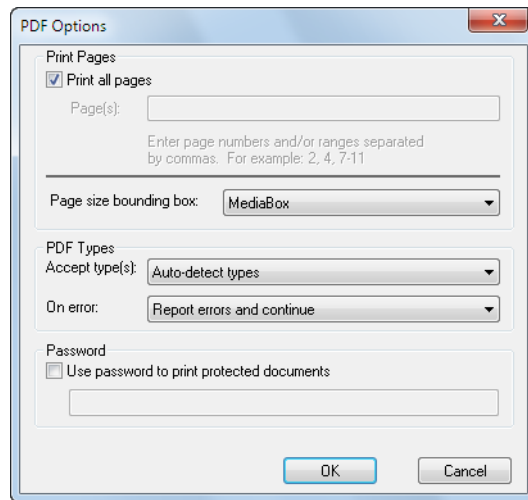 PDF Options
Print Pages
Print all pages
Page(s):
Enter page numbers and/or ranges separated
by commas. For example: 2, 4, 7-11
Page size bounding box: MediaBox
PDF Types
Accept type(s): Auto-detect types
On error: Report errors and continue
Password
Use password to print protected documents
OK Cancel